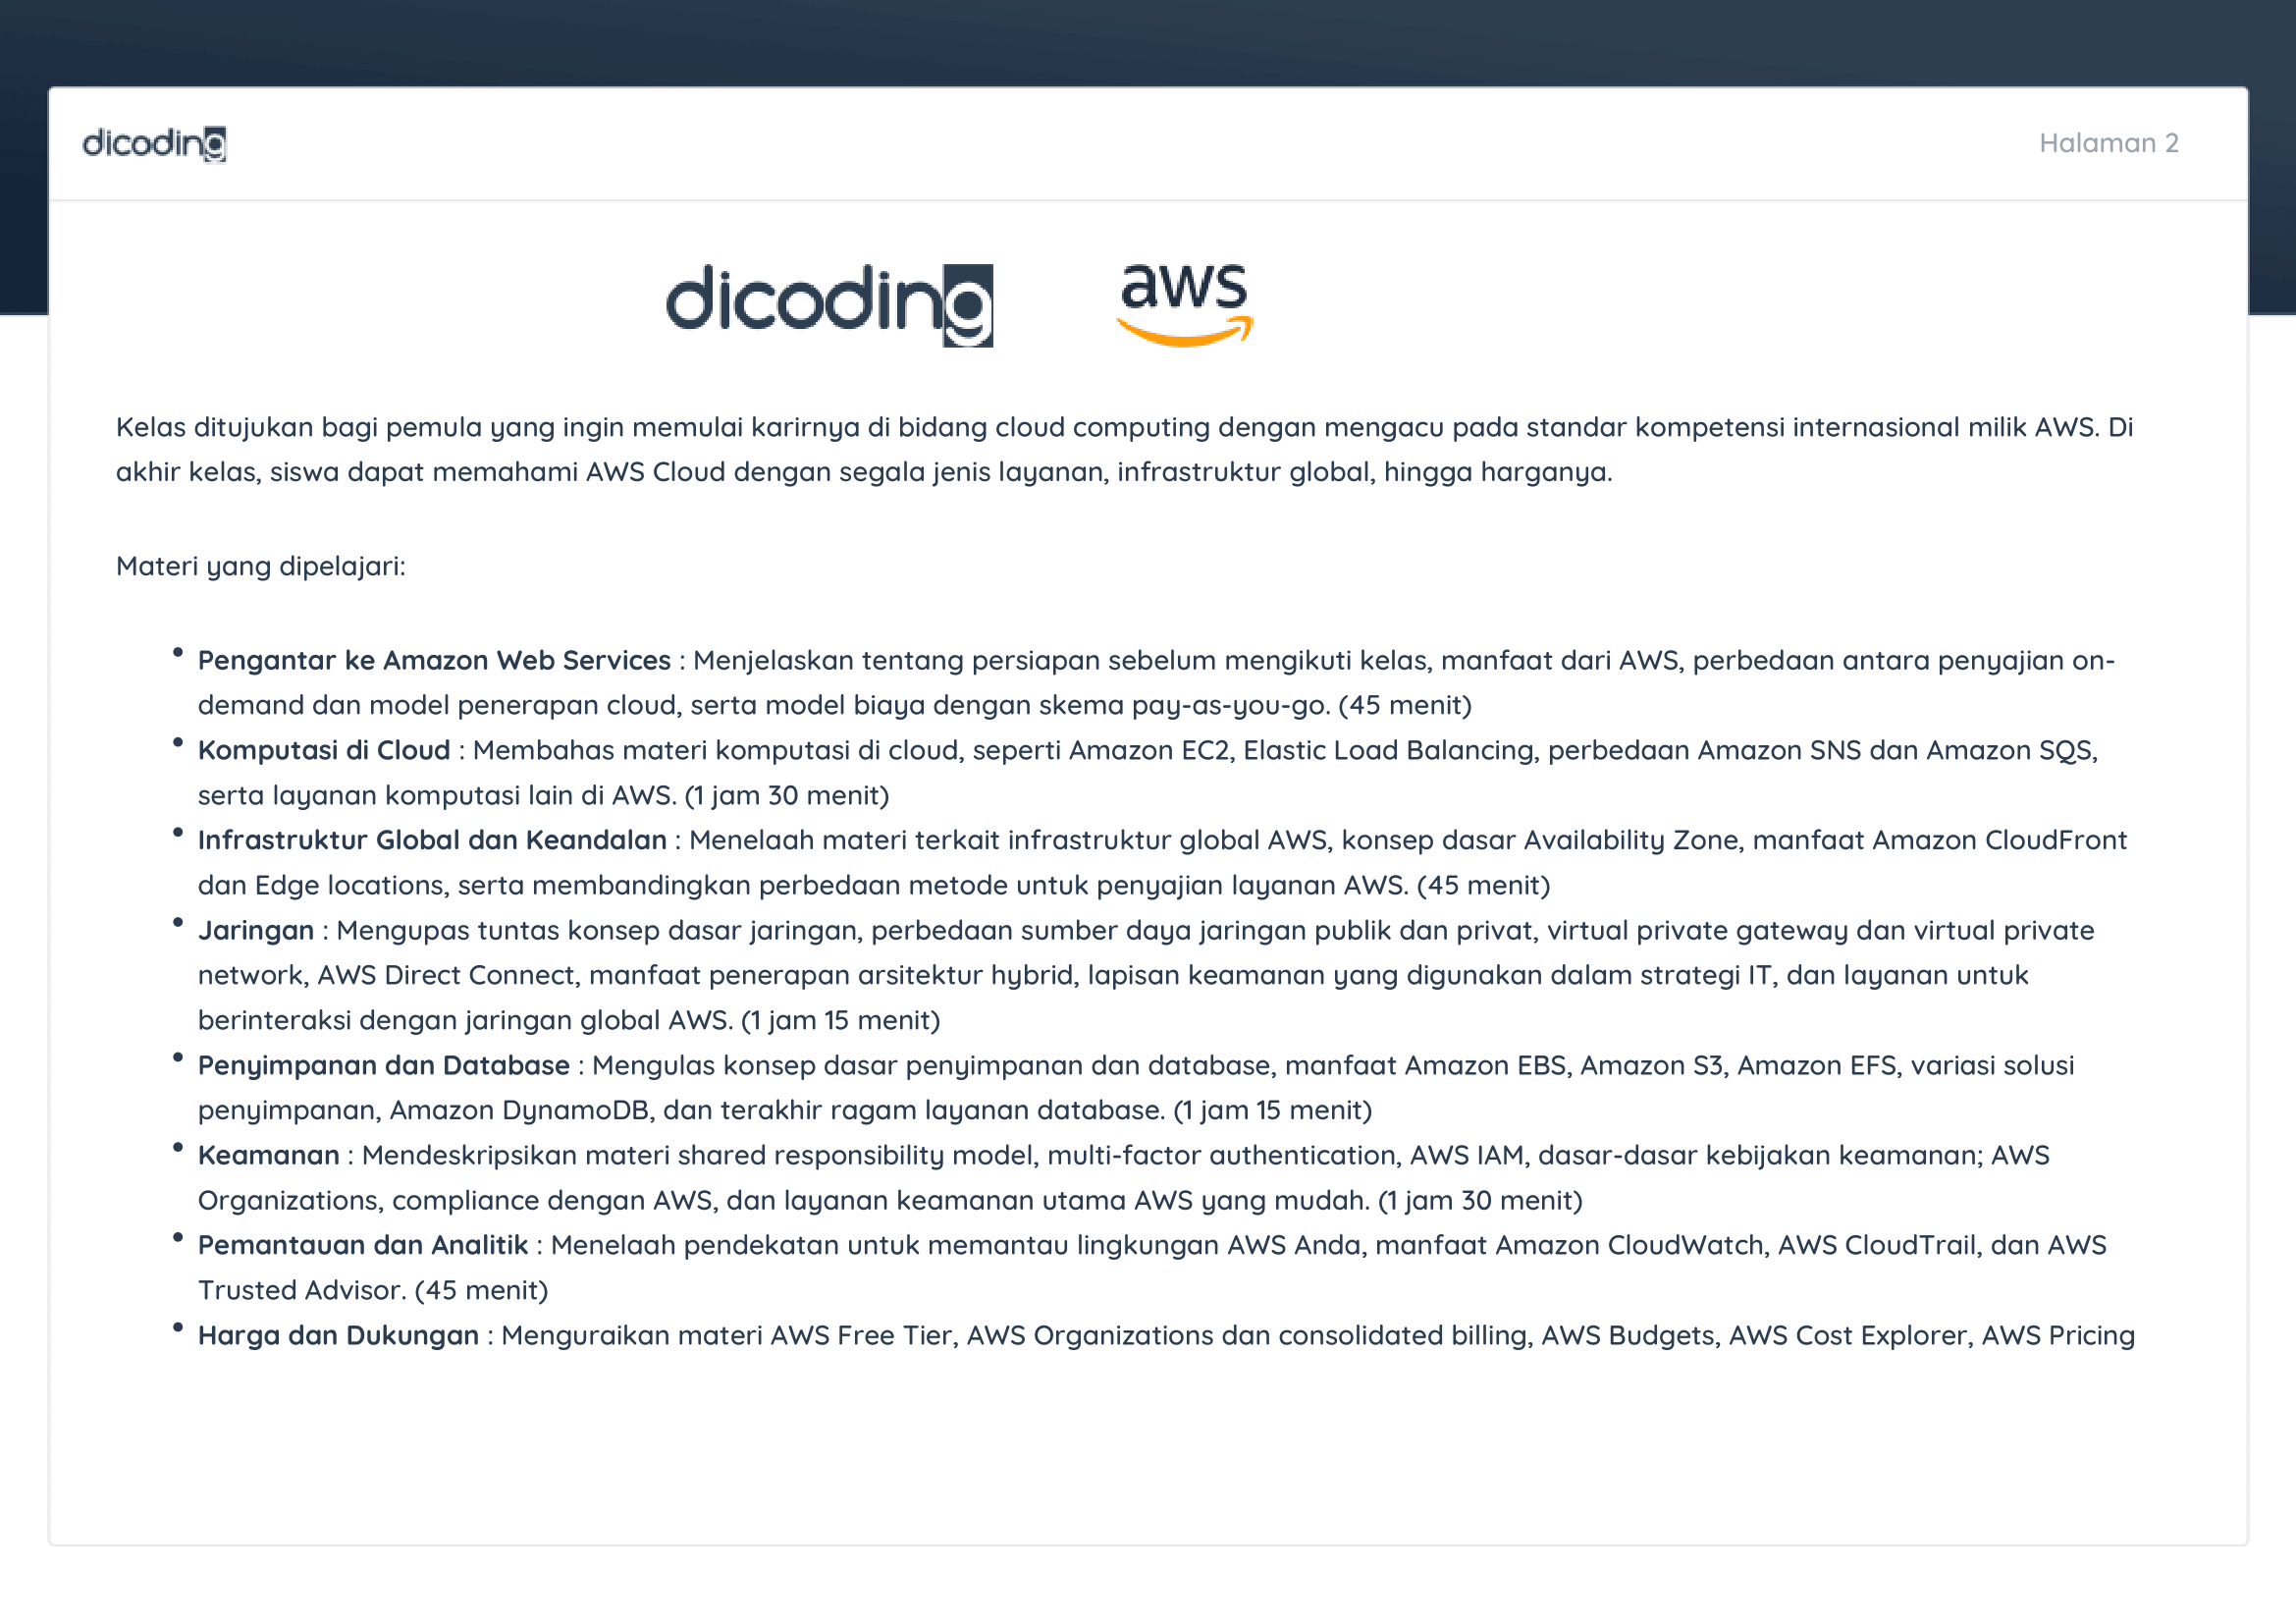 dicoding
Halaman 2
dicoding
aws
Kelas ditujukan bagi pemula yang ingin memulai karirnya di bidang cloud computing dengan mengacu pada standar kompetensi internasional milik AWS. Di
akhir kelas, siswa dapat memahami AWS Cloud dengan segala jenis layanan, infrastruktur global, hingga harganya.
Materi yang dipelajari:
• Pengantar ke Amazon Web Services : Menjelaskan tentang persiapan sebelum mengikuti kelas, manfaat dari AWS, perbedaan antara penyajian on-
demand dan model penerapan cloud, serta model biaya dengan skema pay-as-you-go. (45 menit)
• Komputasi di Cloud : Membahas materi komputasi di cloud, seperti Amazon EC2, Elastic Load Balancing, perbedaan Amazon SNS dan Amazon SQS,
serta layanan komputasi lain di AWS. (1 jam 30 menit)
• Infrastruktur Global dan Keandalan : Menelaah materi terkait infrastruktur global AWS, konsep dasar Availability Zone, manfaat Amazon CloudFront
dan Edge locations, serta membandingkan perbedaan metode untuk penyajian layanan AWS. (45 menit)
• Jaringan : Mengupas tuntas konsep dasar jaringan, perbedaan sumber daya jaringan publik dan privat, virtual private gateway dan virtual private
network, AWS Direct Connect, manfaat penerapan arsitektur hybrid, lapisan keamanan yang digunakan dalam strategi IT, dan layanan untuk
berinteraksi dengan jaringan global AWS. (1 jam 15 menit)
• Penyimpanan dan Database : Mengulas konsep dasar penyimpanan dan database, manfaat Amazon EBS, Amazon S3, Amazon EFS, variasi solusi
penyimpanan, Amazon DynamoDB, dan terakhir ragam layanan database. (1 jam 15 menit)
• Keamanan : Mendeskripsikan materi shared responsibility model, multi-factor authentication, AWS IAM, dasar-dasar kebijakan keamanan; AWS
Organizations, compliance dengan AWS, dan layanan keamanan utama AWS yang mudah. (1 jam 30 menit)
• Pemantauan dan Analitik : Menelaah pendekatan untuk memantau lingkungan AWS Anda, manfaat Amazon CloudWatch, AWS CloudTrail, dan AWS
Trusted Advisor. (45 menit)
• Harga dan Dukungan : Menguraikan materi AWS Free Tier, AWS Organizations dan consolidated billing, AWS Budgets, AWS Cost Explorer, AWS Pricing